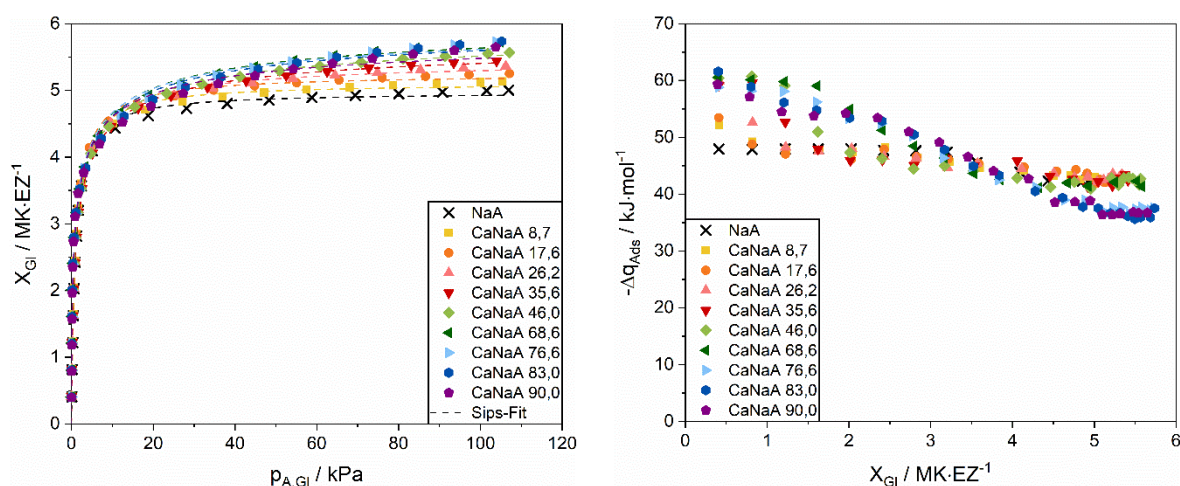 6
5
4
3
2
1
0
X_GI / MK·EZ⁻¹
0 20 40 60 80 100 120
p_A,GI / kPa
NaA
CaNaA 8,7
CaNaA 17,6
CaNaA 26,2
CaNaA 35,6
CaNaA 46,0
CaNaA 68,6
CaNaA 76,6
CaNaA 83,0
CaNaA 90,0
Sips-Fit
70
60
50
40
30
20
10
0
-Δq_Ads / kJ·mol⁻¹
0 1 2 3 4 5 6
X_GI / MK·EZ⁻¹
NaA
CaNaA 8,7
CaNaA 17,6
CaNaA 26,2
CaNaA 35,6
CaNaA 46,0
CaNaA 68,6
CaNaA 76,6
CaNaA 83,0
CaNaA 90,0